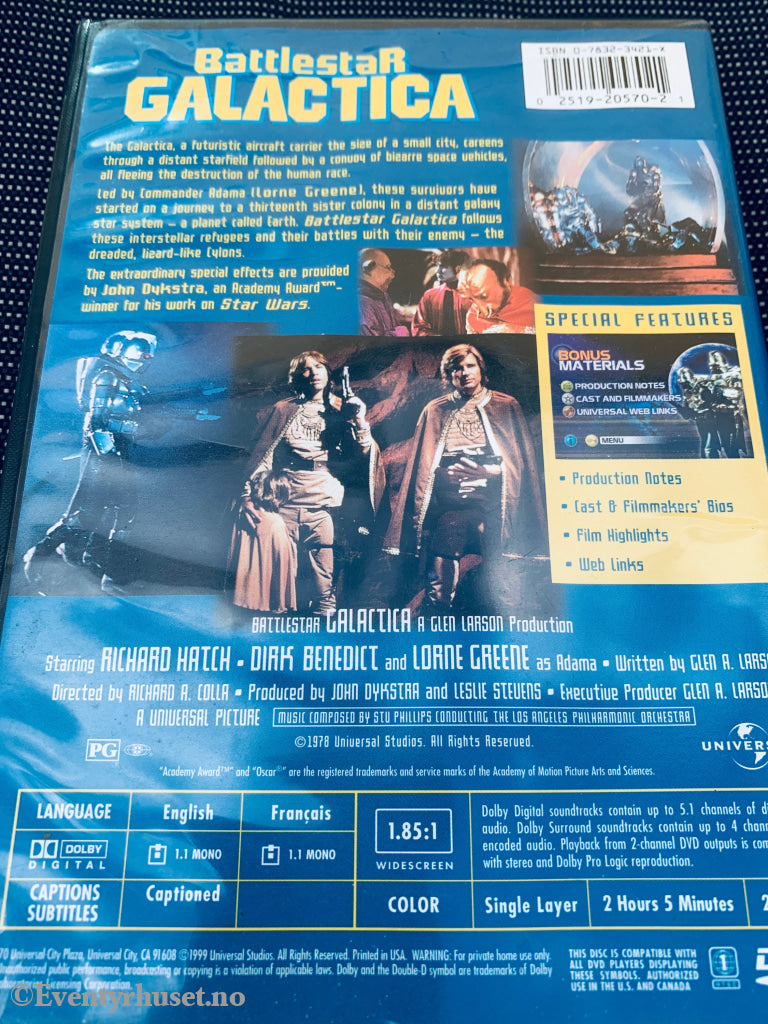 Battlestar
GALACTICA
ISBN 0-7832-3421-X
0 2519-20570-2 1
The Galactica, a futuristic aircraft carrier the size of a small city, careens
through a distant starfield followed by a convoy of bizarre space vehicles,
all fleeing the destruction of the human race.
Led by Commander Adama (Lorne Greene), these survivors have
started on a journey to a thirteenth sister colony in a distant galaxy
star system – a planet called Earth. Battlestar Galactica follows
these interstellar refugees and their battles with their enemy – the
dreaded, lizard-like Cylons.
The extraordinary special effects are provided
by John Dykstra, an Academy Award™-
winner for his work on Star Wars.
SPECIAL FEATURES
BONUS
MATERIALS
PRODUCTION NOTES
CAST AND FILMMAKERS
UNIVERSAL WEB LINKS
MENU
• Production Notes
• Cast & Filmmakers' Bios
• Film Highlights
• Web Links
BATTLESTAR GALACTICA A GLEN LARSON Production
Starring RICHARD HATCH • DIRK BENEDICT and LORNE GREENE as Adama • Written by GLEN A. LARS
Directed by RICHARD A. COLLA • Produced by JOHN DYKSTRA and LESLIE STEVENS • Executive Producer GLEN A. LARSO
A UNIVERSAL PICTURE MUSIC COMPOSED BY STU PHILLIPS CONDUCTING THE LOS ANGELES PHILHARMONIC ORCHESTRA
©1978 Universal Studios. All Rights Reserved.
PG
UNIVERS
"Academy Award™" and "Oscar®" are the registered trademarks and service marks of the Academy of Motion Picture Arts and Sciences.
LANGUAGE English Français
DOLBY
DIGITAL
1.1 MONO 1.1 MONO
CAPTIONS
SUBTITLES
Captioned
1.85:1
WIDESCREEN
COLOR
Dolby Digital soundtracks contain up to 5.1 channels of di
audio. Dolby Surround soundtracks contain up to 4 chan
encoded audio. Playback from 2-channel DVD outputs is com
with stereo and Dolby Pro Logic reproduction.
Single Layer 2 Hours 5 Minutes 2
70 Universal City Plaza, Universal City, CA 91608 ©1999 Universal Studios. All Rights Reserved. Printed in USA. WARNING: For private home use only.
Unauthorized public performance, broadcasting or copying is a violation of applicable laws. Dolby and the Double-D symbol are trademarks of Dolby
Licensing Corporation.
THIS DISC IS COMPATIBLE WITH
ALL DVD PLAYERS DISPLAYING
THESE SYMBOLS. AUTHORIZED
USE IN THE U.S. AND CANADA
1
NTSC
©Eventyrhuset.no